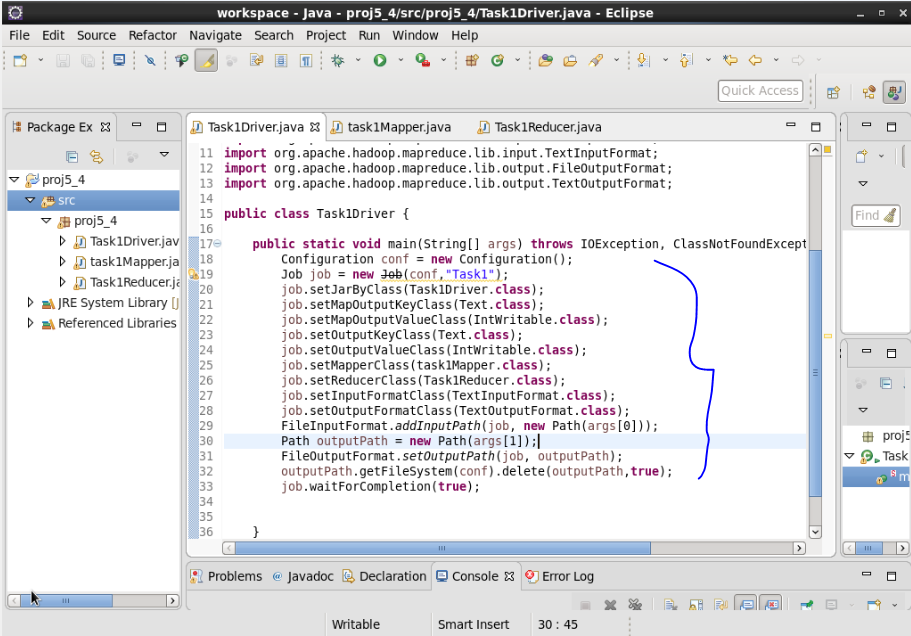 workspace - Java - proj5_4/src/proj5_4/Task1Driver.java - Eclipse
File Edit Source Refactor Navigate Search Project Run Window Help
Quick Access
Package Ex
Task1Driver.java
task1Mapper.java
Task1Reducer.java
proj5_4
src
proj5_4
Task1Driver.jav
task1Mapper.ja
Task1Reducer.ja
JRE System Library [J
Referenced Libraries
11 import org.apache.hadoop.mapreduce.lib.input.TextInputFormat;
12 import org.apache.hadoop.mapreduce.lib.output.FileOutputFormat;
13 import org.apache.hadoop.mapreduce.lib.output.TextOutputFormat;
14
15 public class Task1Driver {
16
17 public static void main(String[] args) throws IOException, ClassNotFoundExcept
18 Configuration conf = new Configuration();
19 Job job = new Job(conf,"Task1");
20 job.setJarByClass(Task1Driver.class);
21 job.setMapOutputKeyClass(Text.class);
22 job.setMapOutputValueClass(IntWritable.class);
23 job.setOutputKeyClass(Text.class);
24 job.setOutputValueClass(IntWritable.class);
25 job.setMapperClass(task1Mapper.class);
26 job.setReducerClass(Task1Reducer.class);
27 job.setInputFormatClass(TextInputFormat.class);
28 job.setOutputFormatClass(TextOutputFormat.class);
29 FileInputFormat.addInputPath(job, new Path(args[0]));
30 Path outputPath = new Path(args[1]);
31 FileOutputFormat.setOutputPath(job, outputPath);
32 outputPath.getFileSystem(conf).delete(outputPath,true);
33 job.waitForCompletion(true);
34
35
36 }
Find
proj5
Task
m
Problems
@ Javadoc
Declaration
Console
Error Log
Writable
Smart Insert
30 : 45